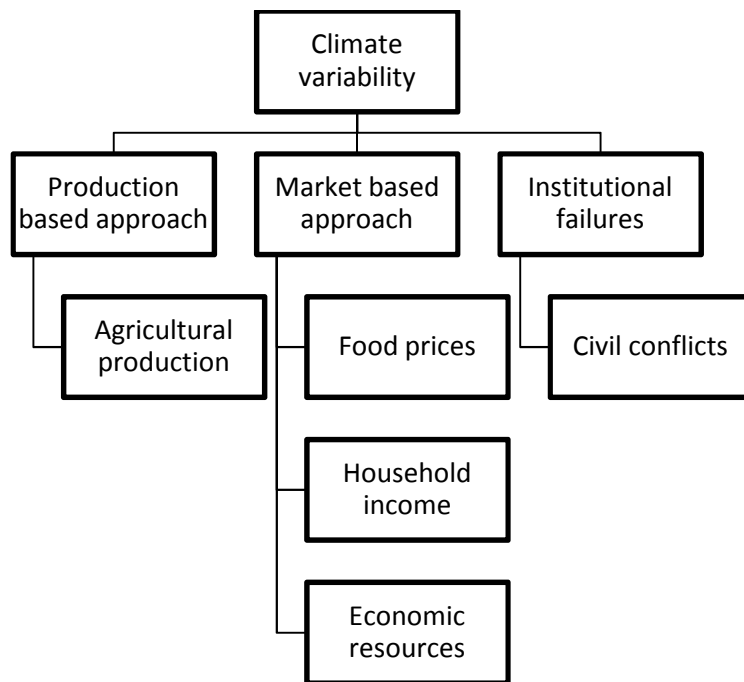 Climate
variability
Production
based approach
Market based
approach
Institutional
failures
Agricultural
production
Food prices
Civil conflicts
Household
income
Economic
resources